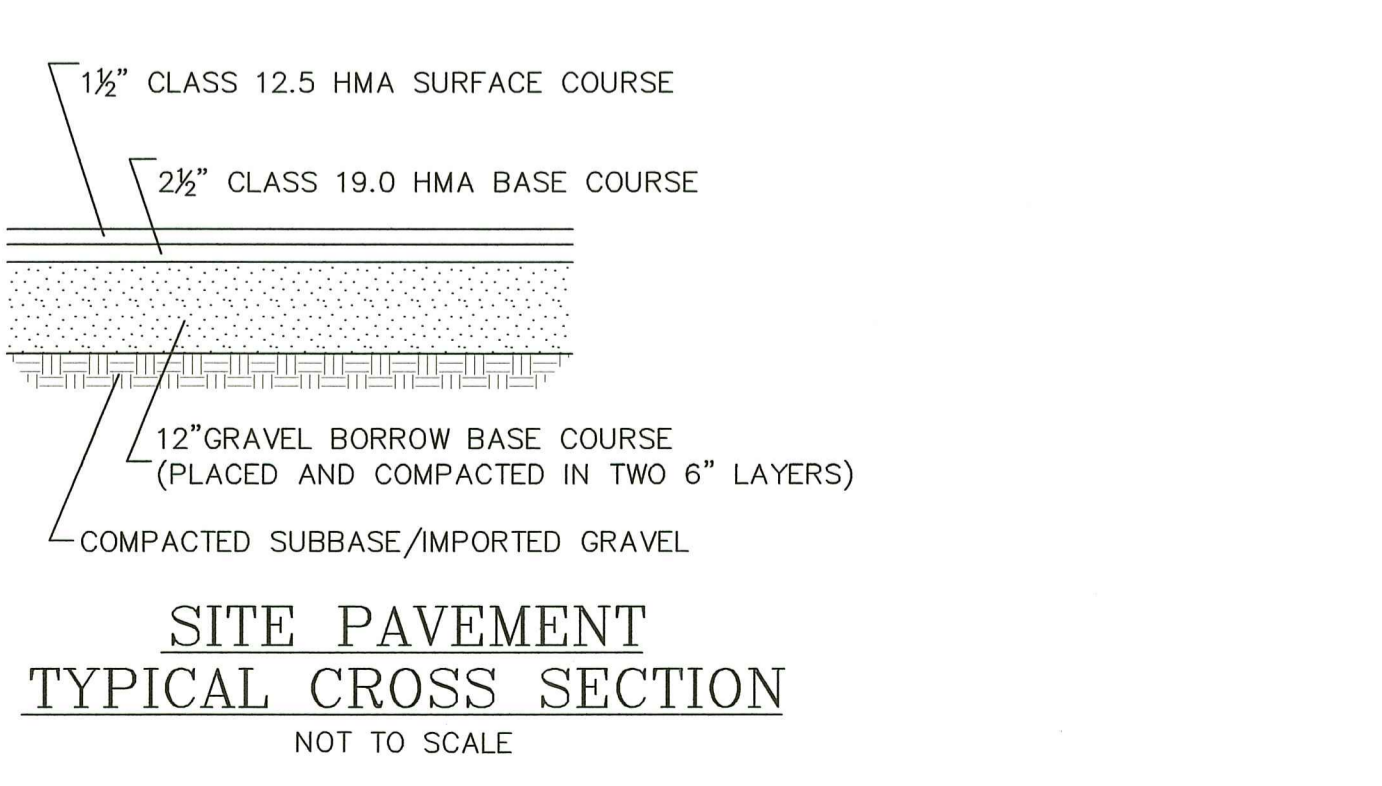 1½” CLASS 12.5 HMA SURFACE COURSE
2½” CLASS 19.0 HMA BASE COURSE
12”GRAVEL BORROW BASE COURSE
(PLACED AND COMPACTED IN TWO 6” LAYERS)
COMPACTED SUBBASE/IMPORTED GRAVEL
SITE PAVEMENT
TYPICAL CROSS SECTION
NOT TO SCALE